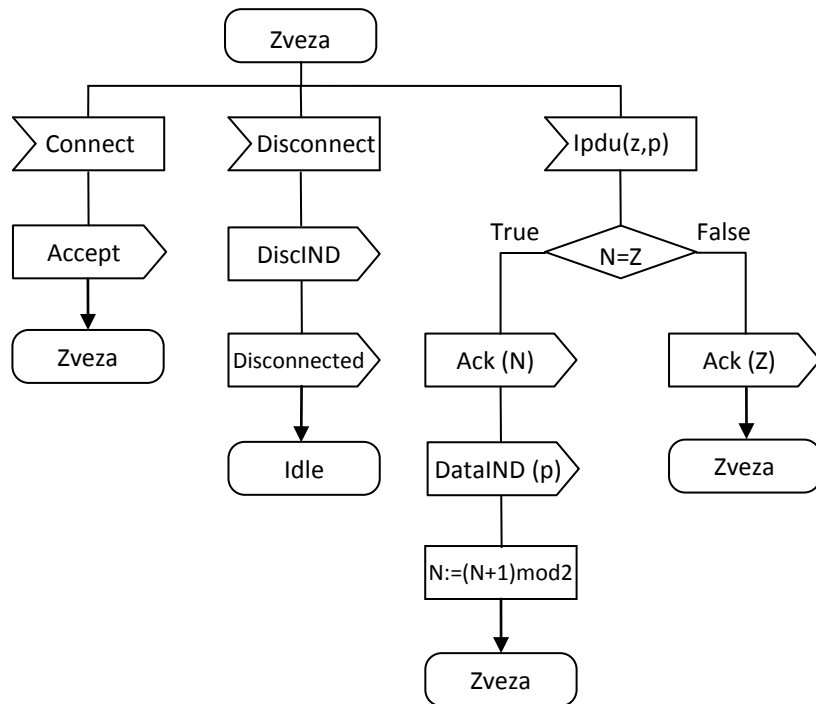 Zveza
Connect
Disconnect
Ipdu(z,p)
True
False
Accept
DiscIND
N=Z
Zveza
Disconnected
Ack (N)
Ack (Z)
Idle
DataIND (p)
Zveza
N:=(N+1)mod2
Zveza